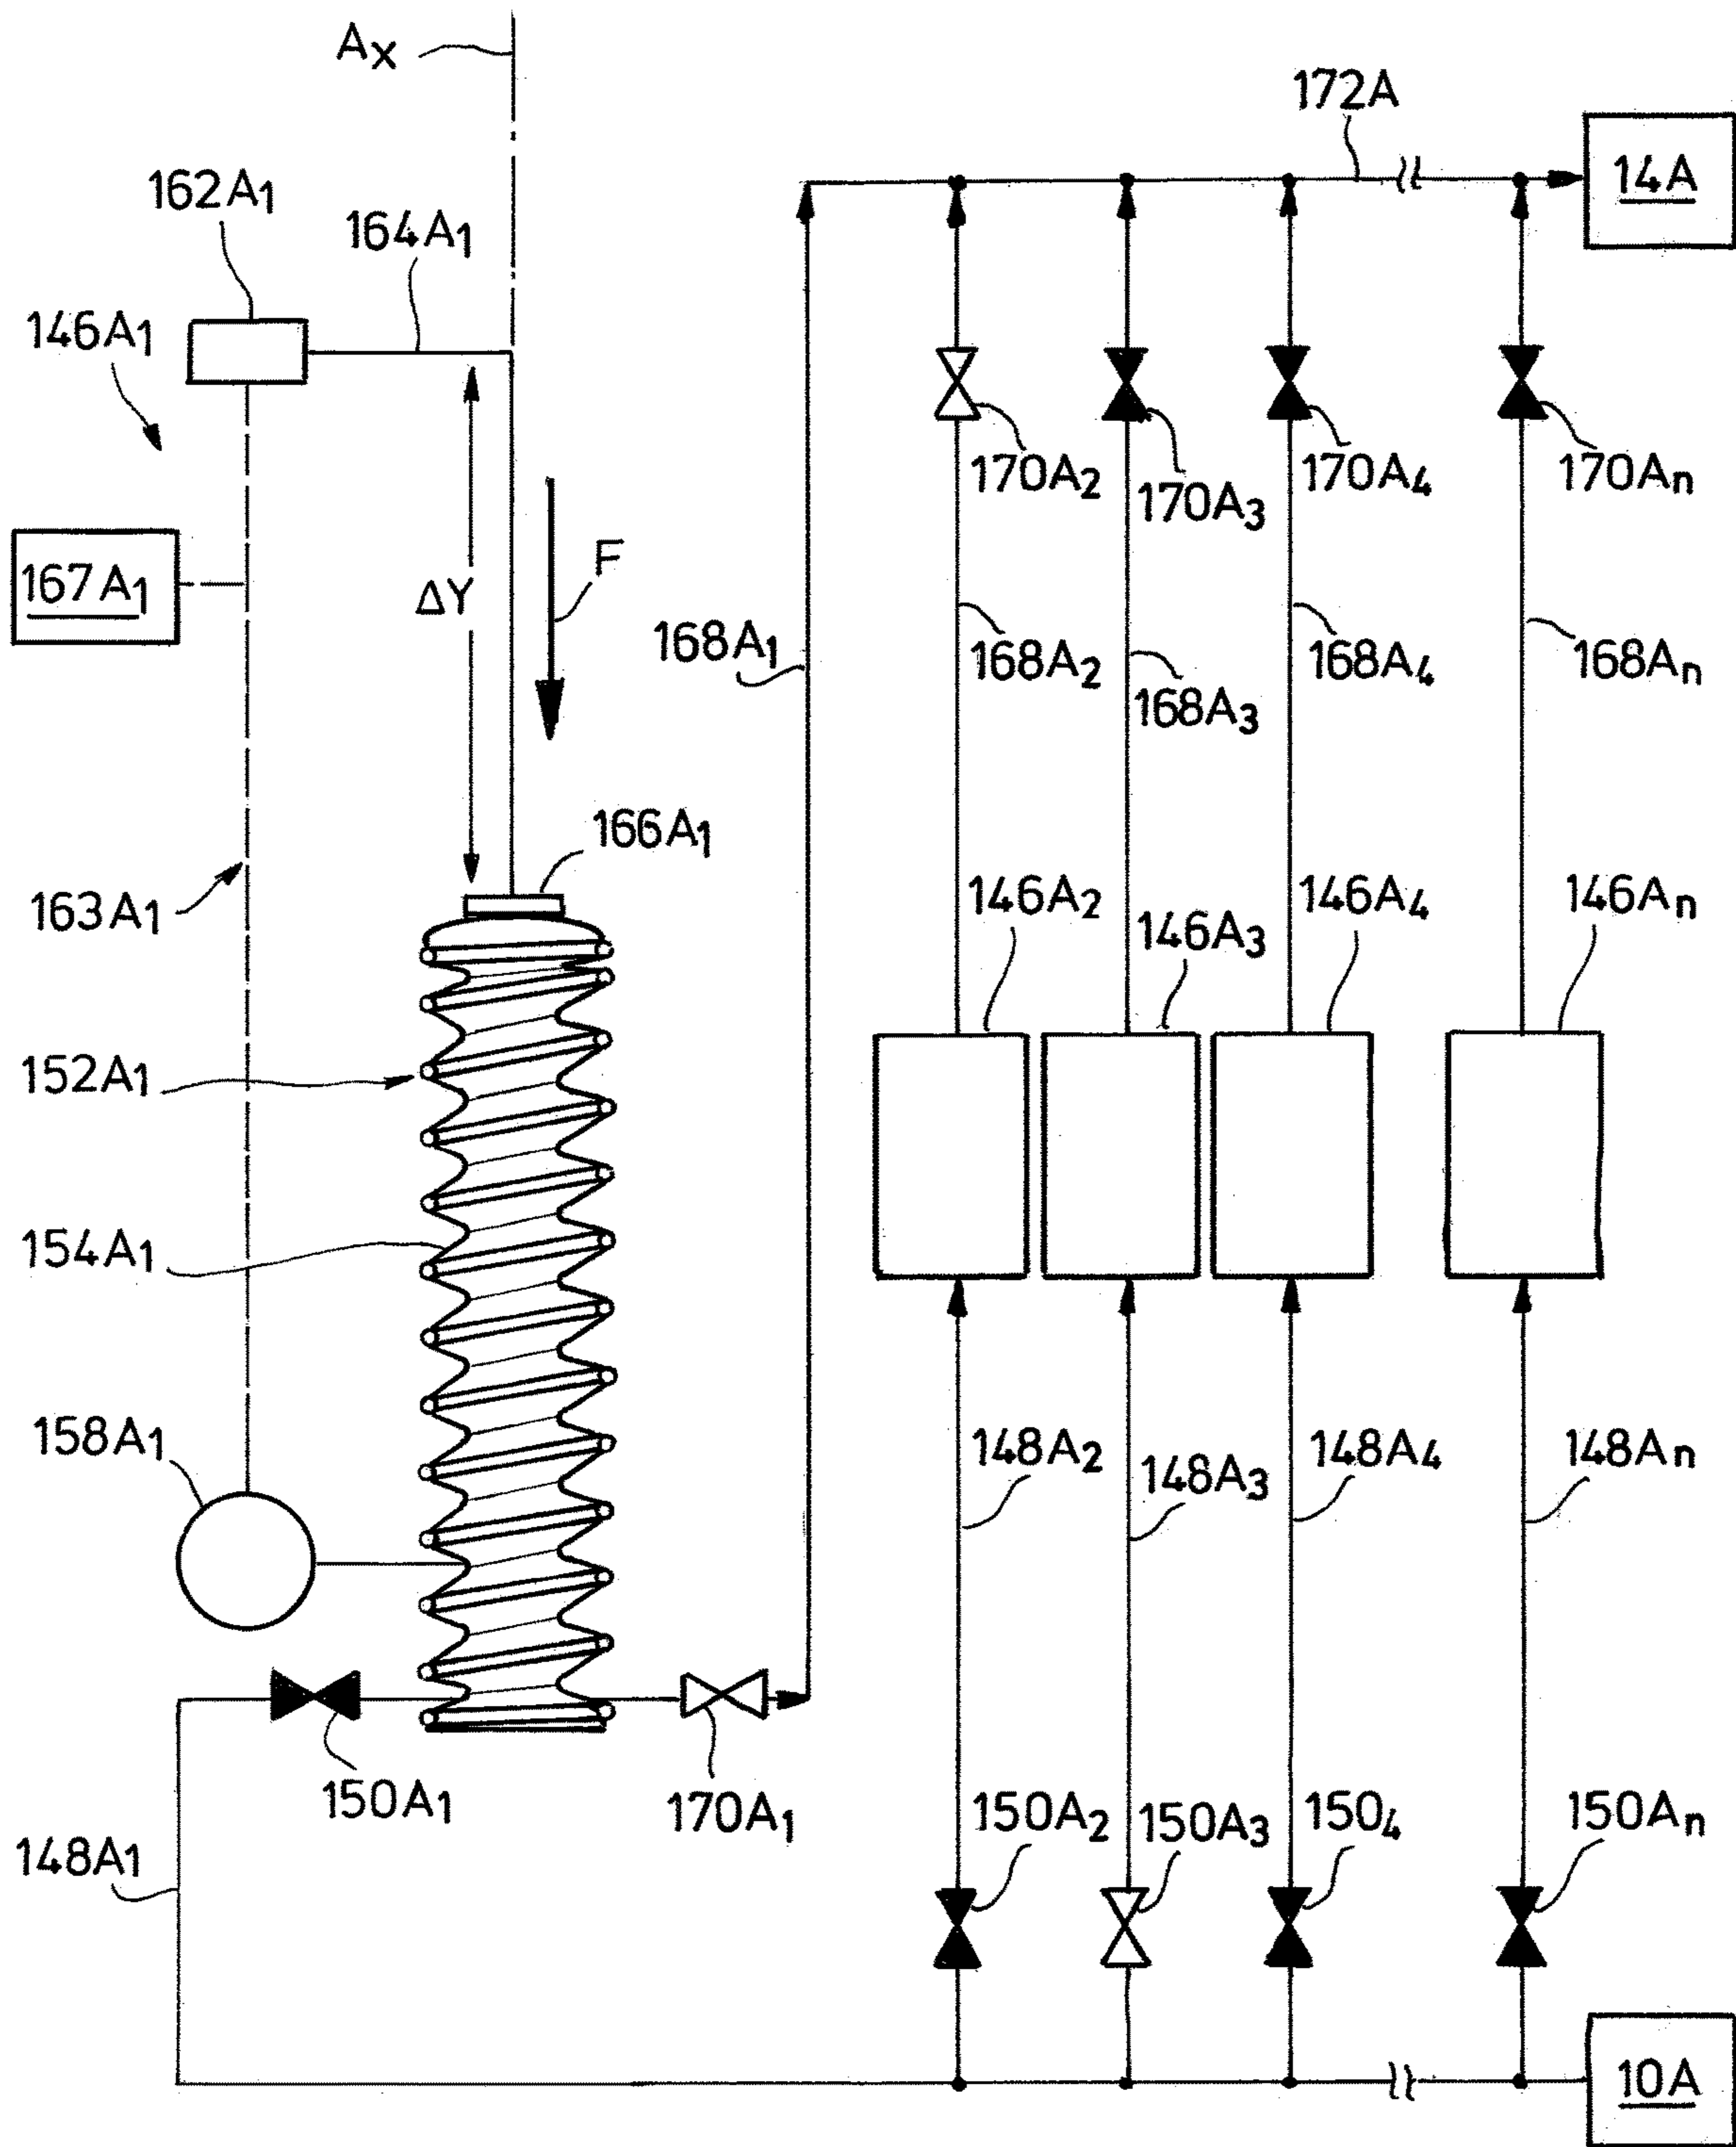 Ax
172A
14A
162A1
164A1
146A1
170A2
170A3
170A4
170An
167A1
ΔY
F
168A1
168A2
168A3
168A4
168An
166A1
163A1
146A2
146A3
146A4
146An
152A1
154A1
158A1
148A2
148A3
148A4
148An
150A1
170A1
150A2
150A3
1504
150An
148A1
10A